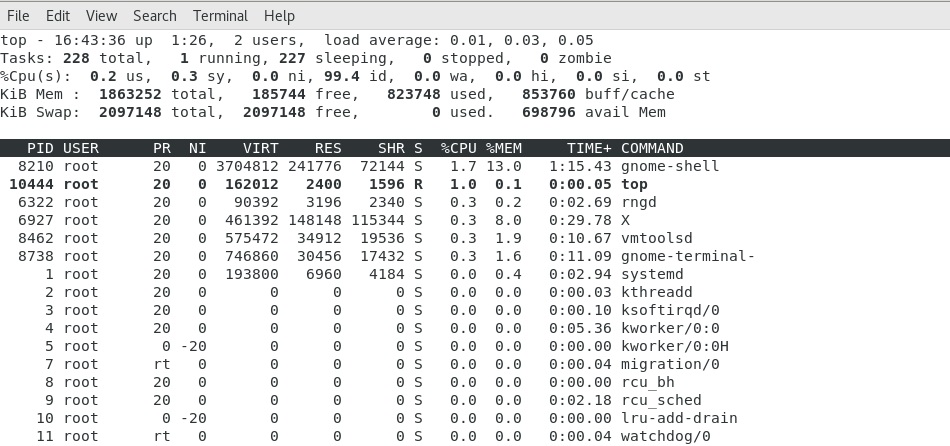 File Edit View Search Terminal Help
top - 16:43:36 up  1:26,  2 users,  load average: 0.01, 0.03, 0.05
Tasks: 228 total,   1 running, 227 sleeping,   0 stopped,   0 zombie
%Cpu(s):  0.2 us,  0.3 sy,  0.0 ni, 99.4 id,  0.0 wa,  0.0 hi,  0.0 si,  0.0 st
KiB Mem :  1863252 total,   185744 free,   823748 used,   853760 buff/cache
KiB Swap:  2097148 total,  2097148 free,        0 used.   698796 avail Mem
PID USER      PR  NI    VIRT    RES    SHR S  %CPU %MEM     TIME+ COMMAND
8210 root      20   0 3704812 241776  72144 S   1.7 13.0   1:15.43 gnome-shell
10444 root      20   0  162012   2400   1596 R   1.0  0.1   0:00.05 top
6322 root      20   0   90392   3196   2340 S   0.3  0.2   0:02.69 rngd
6927 root      20   0  461392 148148 115344 S   0.3  8.0   0:29.78 X
8462 root      20   0  575472  34912  19536 S   0.3  1.9   0:10.67 vmtoolsd
8738 root      20   0  746860  30456  17432 S   0.3  1.6   0:11.09 gnome-terminal-
1 root      20   0  193800   6960   4184 S   0.0  0.4   0:02.94 systemd
2 root      20   0       0      0      0 S   0.0  0.0   0:00.03 kthreadd
3 root      20   0       0      0      0 S   0.0  0.0   0:00.10 ksoftirqd/0
4 root      20   0       0      0      0 S   0.0  0.0   0:05.36 kworker/0:0
5 root       0 -20       0      0      0 S   0.0  0.0   0:00.00 kworker/0:0H
7 root      rt   0       0      0      0 S   0.0  0.0   0:00.04 migration/0
8 root      20   0       0      0      0 S   0.0  0.0   0:00.00 rcu_bh
9 root      20   0       0      0      0 S   0.0  0.0   0:02.18 rcu_sched
10 root       0 -20       0      0      0 S   0.0  0.0   0:00.00 lru-add-drain
11 root      rt   0       0      0      0 S   0.0  0.0   0:00.04 watchdog/0